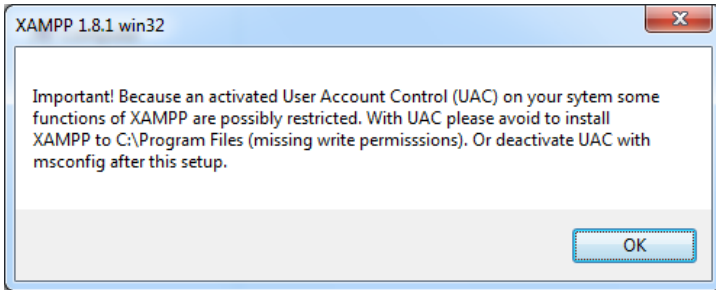 XAMPP 1.8.1 win32
Important! Because an activated User Account Control (UAC) on your sytem some
functions of XAMPP are possibly restricted. With UAC please avoid to install
XAMPP to C:\Program Files (missing write permisssions). Or deactivate UAC with
msconfig after this setup.
OK